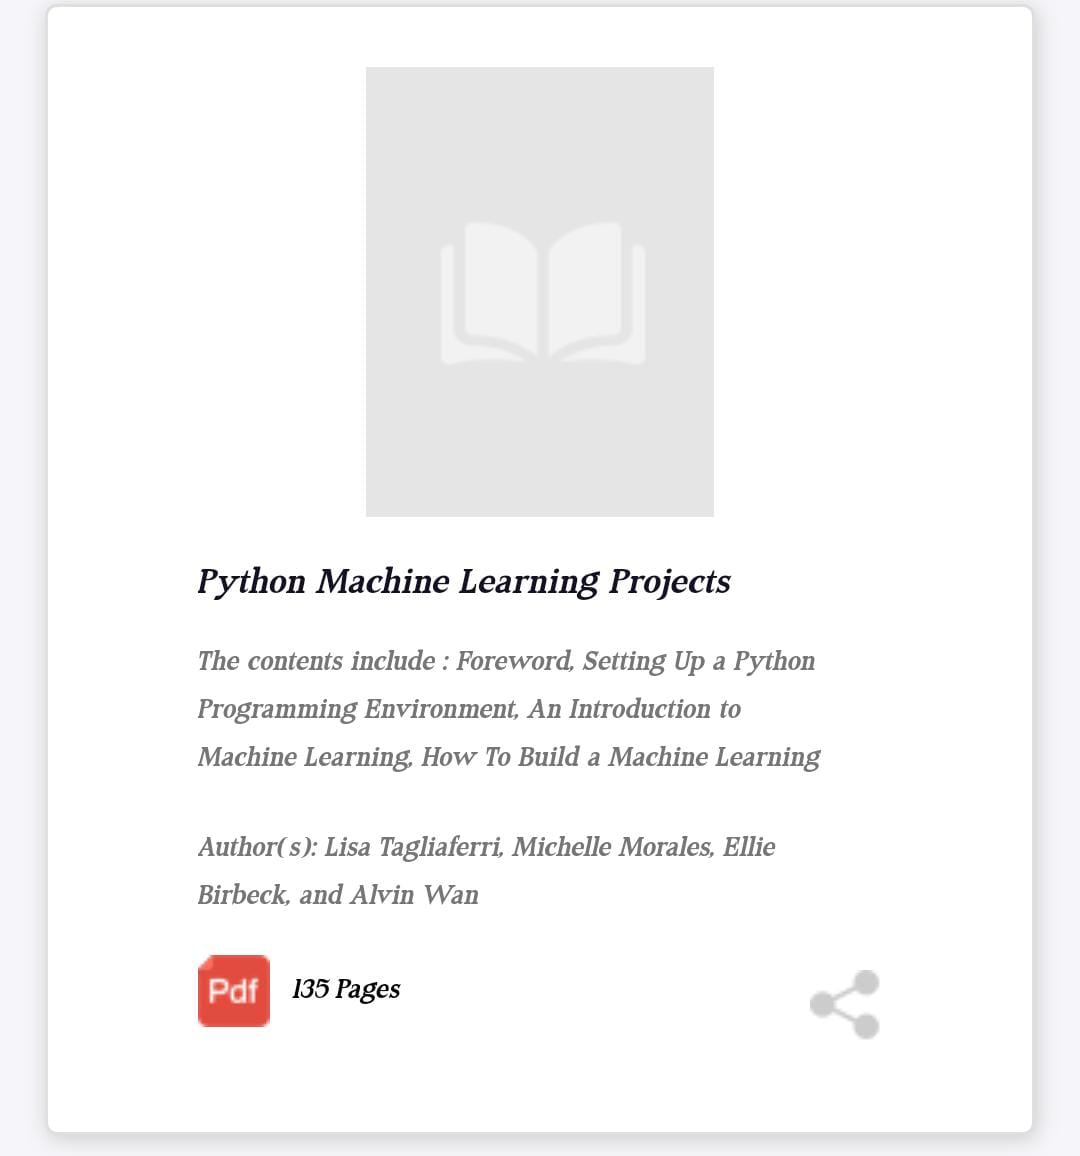 Python Machine Learning Projects
The contents include : Foreword, Setting Up a Python
Programming Environment, An Introduction to
Machine Learning, How To Build a Machine Learning
Author(s): Lisa Tagliaferri, Michelle Morales, Ellie
Birbeck, and Alvin Wan
Pdf 135 Pages